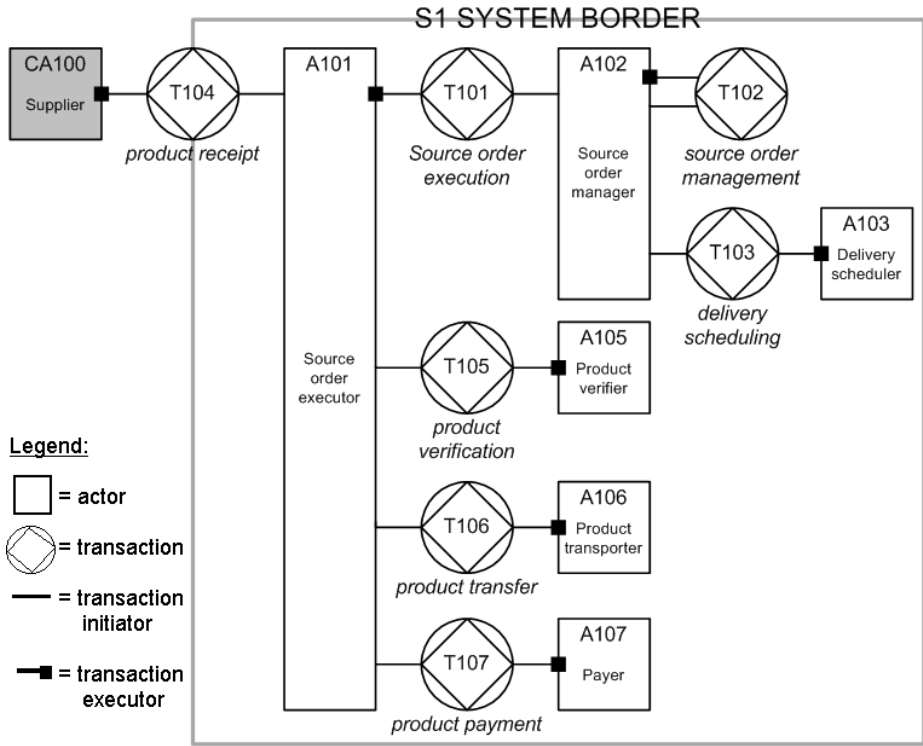 S1 SYSTEM BORDER
CA100
Supplier
T104
product receipt
A101
Source
order
executor
T101
Source order
execution
A102
Source
order
manager
T102
source order
management
T103
delivery
scheduling
A103
Delivery
scheduler
T105
product
verification
A105
Product
verifier
T106
product transfer
A106
Product
transporter
T107
product payment
A107
Payer
Legend:
= actor
= transaction
= transaction
initiator
= transaction
executor